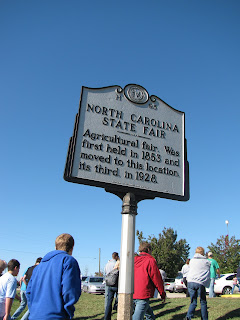 NORTH CAROLINA
STATE FAIR
Agricultural fair. Was
first held in 1853 and
moved to this location,
its third, in 1928.